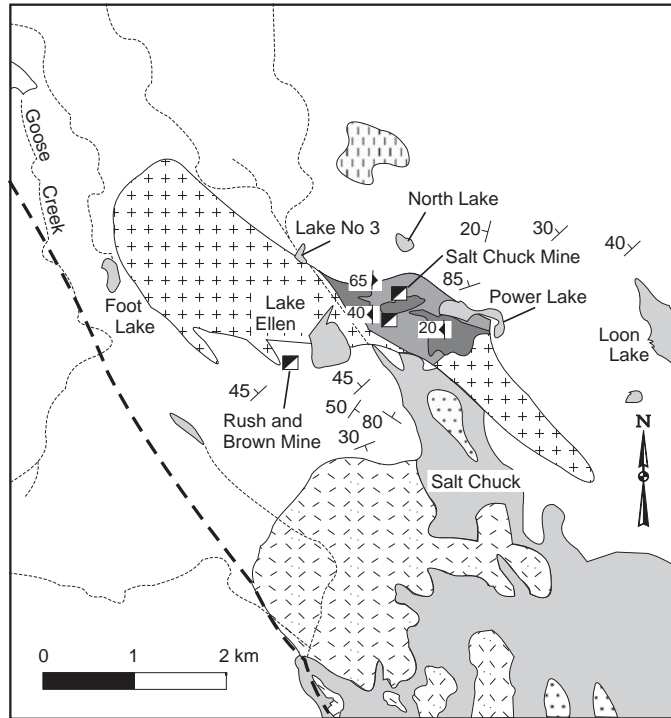 Goose
Creek
North Lake
Lake No 3
20
30
40
Salt Chuck Mine
65
85
Foot
Lake
Lake
Ellen
40
Power Lake
20
Loon
Lake
45
45
50
80
30
Rush and
Brown Mine
N
Salt Chuck
0
1
2 km